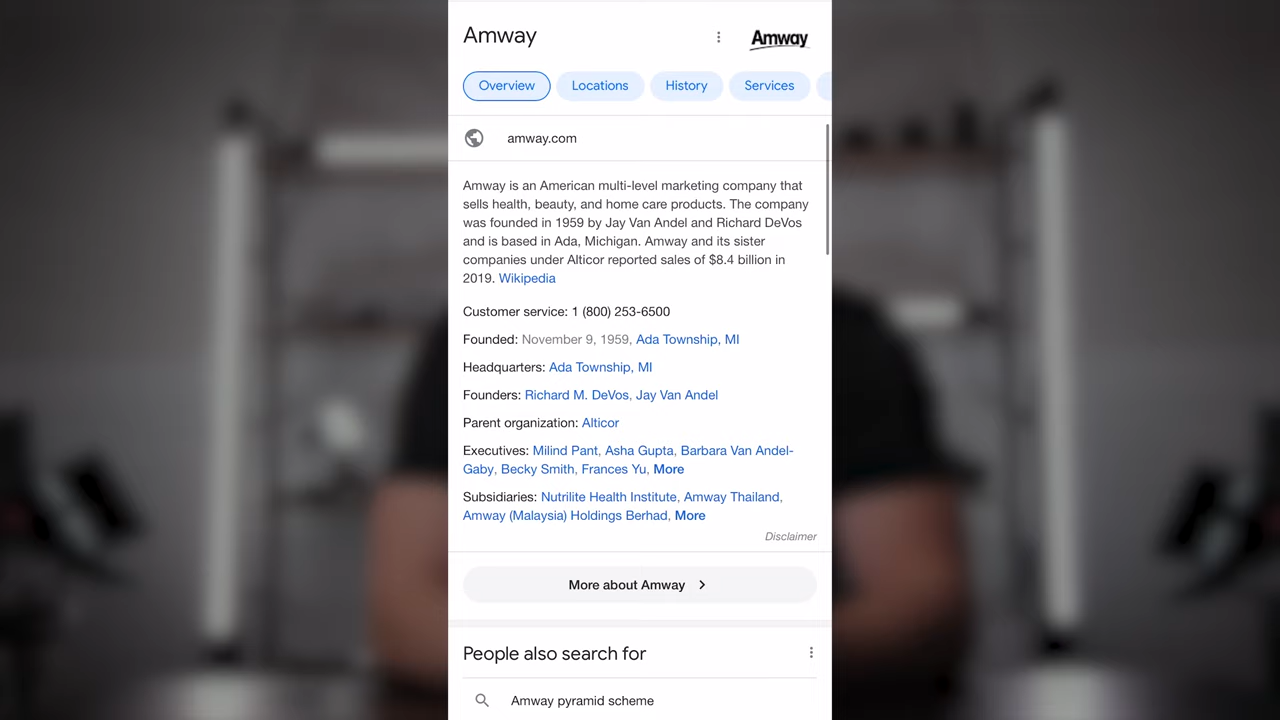 Amway
Amway
Overview
Locations
History
Services
amway.com
Amway is an American multi-level marketing company that
sells health, beauty, and home care products. The company
was founded in 1959 by Jay Van Andel and Richard DeVos
and is based in Ada, Michigan. Amway and its sister
companies under Alticor reported sales of $8.4 billion in
2019. Wikipedia
Customer service: 1 (800) 253-6500
Founded: November 9, 1959, Ada Township, MI
Headquarters: Ada Township, MI
Founders: Richard M. DeVos, Jay Van Andel
Parent organization: Alticor
Executives: Milind Pant, Asha Gupta, Barbara Van Andel-
Gaby, Becky Smith, Frances Yu, More
Subsidiaries: Nutrilite Health Institute, Amway Thailand,
Amway (Malaysia) Holdings Berhad, More
Disclaimer
More about Amway
People also search for
Amway pyramid scheme